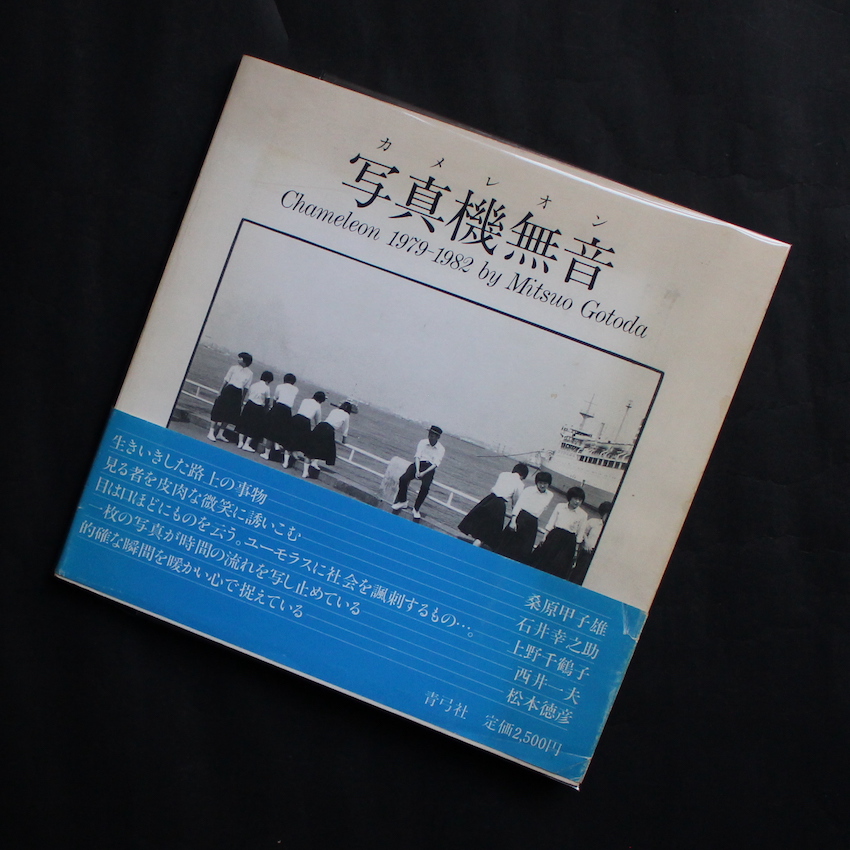 カメレオン
写真機無音
Chameleon 1979-1982 by Mitsuo Gotoda
生きいきした路上の事物
見る者を皮肉な微笑に誘いこむ
目は口ほどにものを云う。ユーモラスに社会を諷刺するもの…。
一枚の写真が時間の流れを写し止めている
的確な瞬間を暖かい心で捉えている
桑原甲子雄
石井幸之助
上野千鶴子
西井一夫
松本徳彦
青弓社 定価2,500円